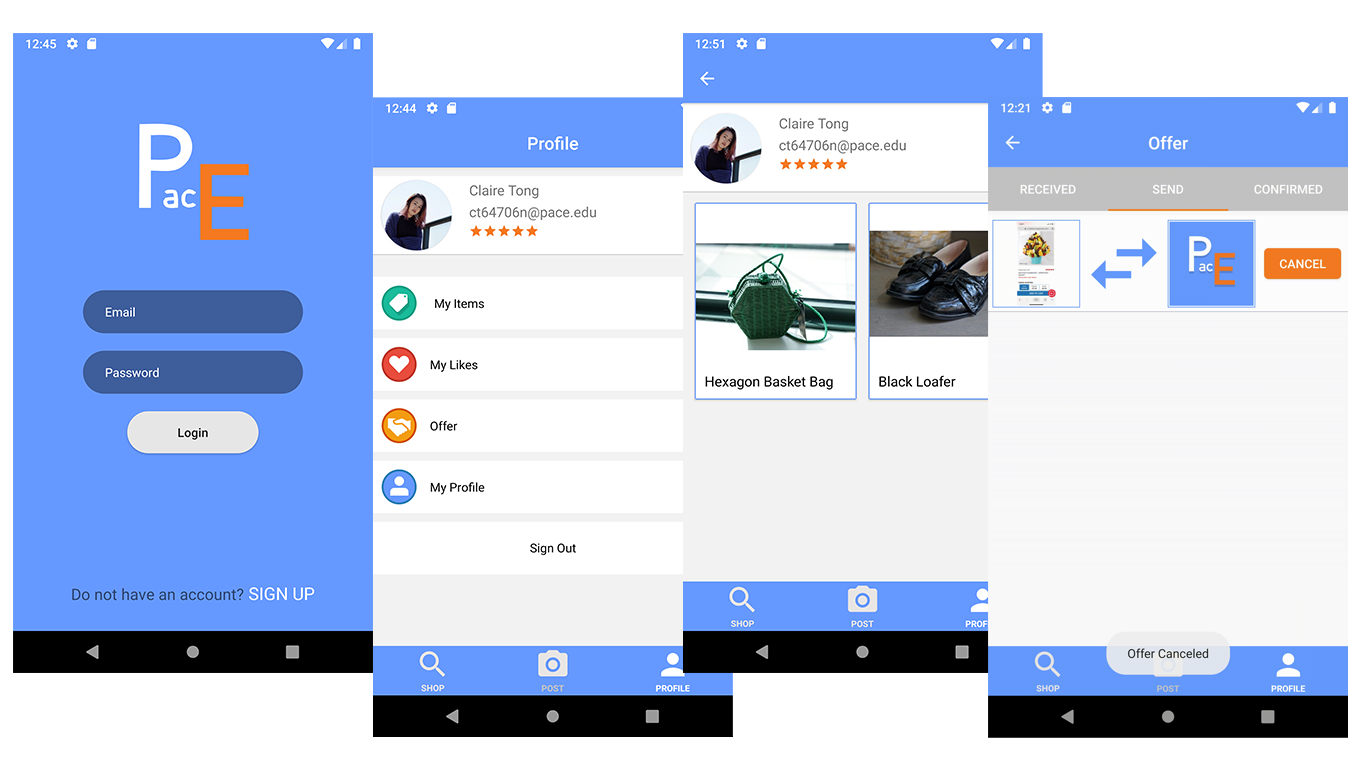 12:45
P
ac
E
Email
Password
Login
Do not have an account? SIGN UP
12:44
Profile
Claire Tong
ct64706n@pace.edu
My Items
My Likes
Offer
My Profile
Sign Out
SHOP
POST
PROFILE
12:51
Claire Tong
ct64706n@pace.edu
Hexagon Basket Bag
Black Loafer
SHOP
POST
PROF
12:21
Offer
RECEIVED
SEND
CONFIRMED
P
ac
E
CANCEL
Offer Canceled
SHOP
POST
PROFILE